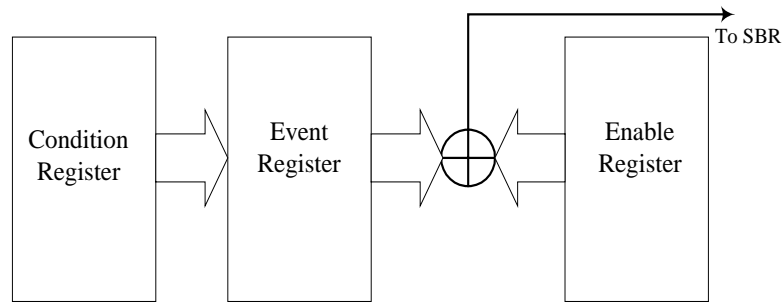 To SBR
Condition
Register
Event
Register
Enable
Register